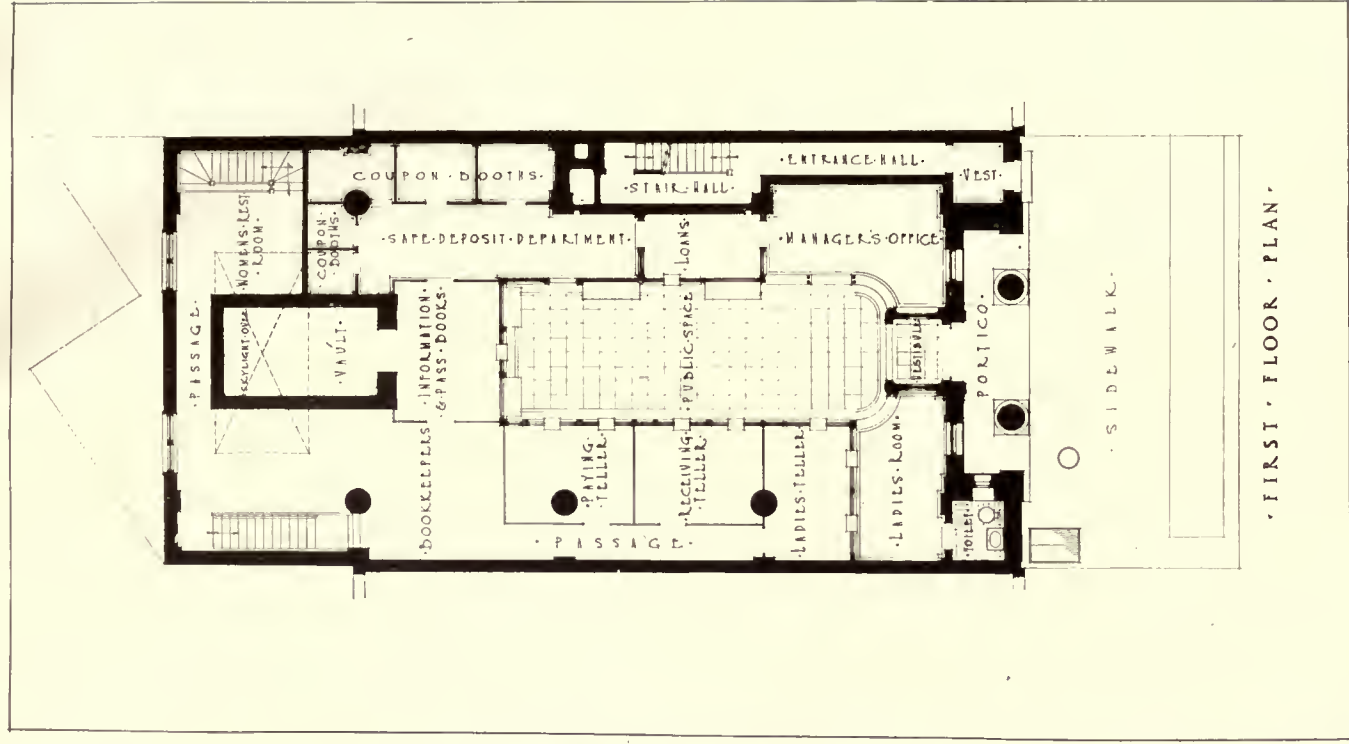 ·COUPON·BOOTHS·
·ENTRANCE·HALL·
·VEST·
·STAIR·HALL·
·WOMENS·REST
·ROOM·
·COUPON·
·BOOTHS·
·SAFE·DEPOSIT·DEPARTMENT·
·LOANS·
·MANAGER'S·OFFICE·
·PASSAGE·
·SKYLIGHT·OVER·
·VAULT·
·INFORMATION·
·& PASS·BOOKS·
·PUBLIC·SPACE·
·VESTIBULE·
PORTICO·
·SIDEWALK·
·BOOKKEEPERS·
·PAYING·
TELLER·
·RECEIVING·
TELLER·
·LADIES·TELLER·
·LADIES·ROOM·
·TOILET·
·PASSAGE·
·FIRST·FLOOR·PLAN·